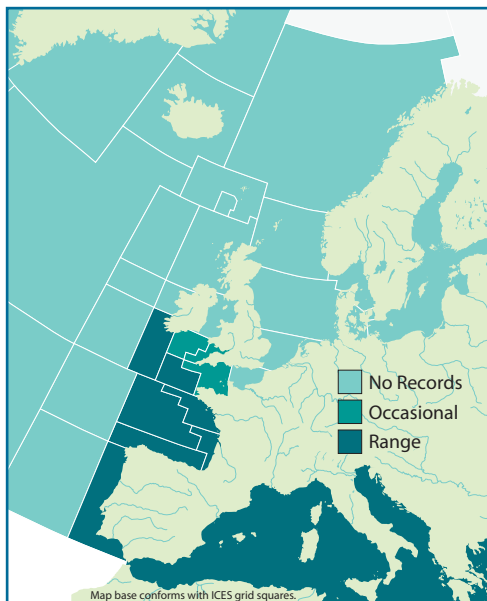 No Records
Occasional
Range
Map base conforms with ICES grid squares.